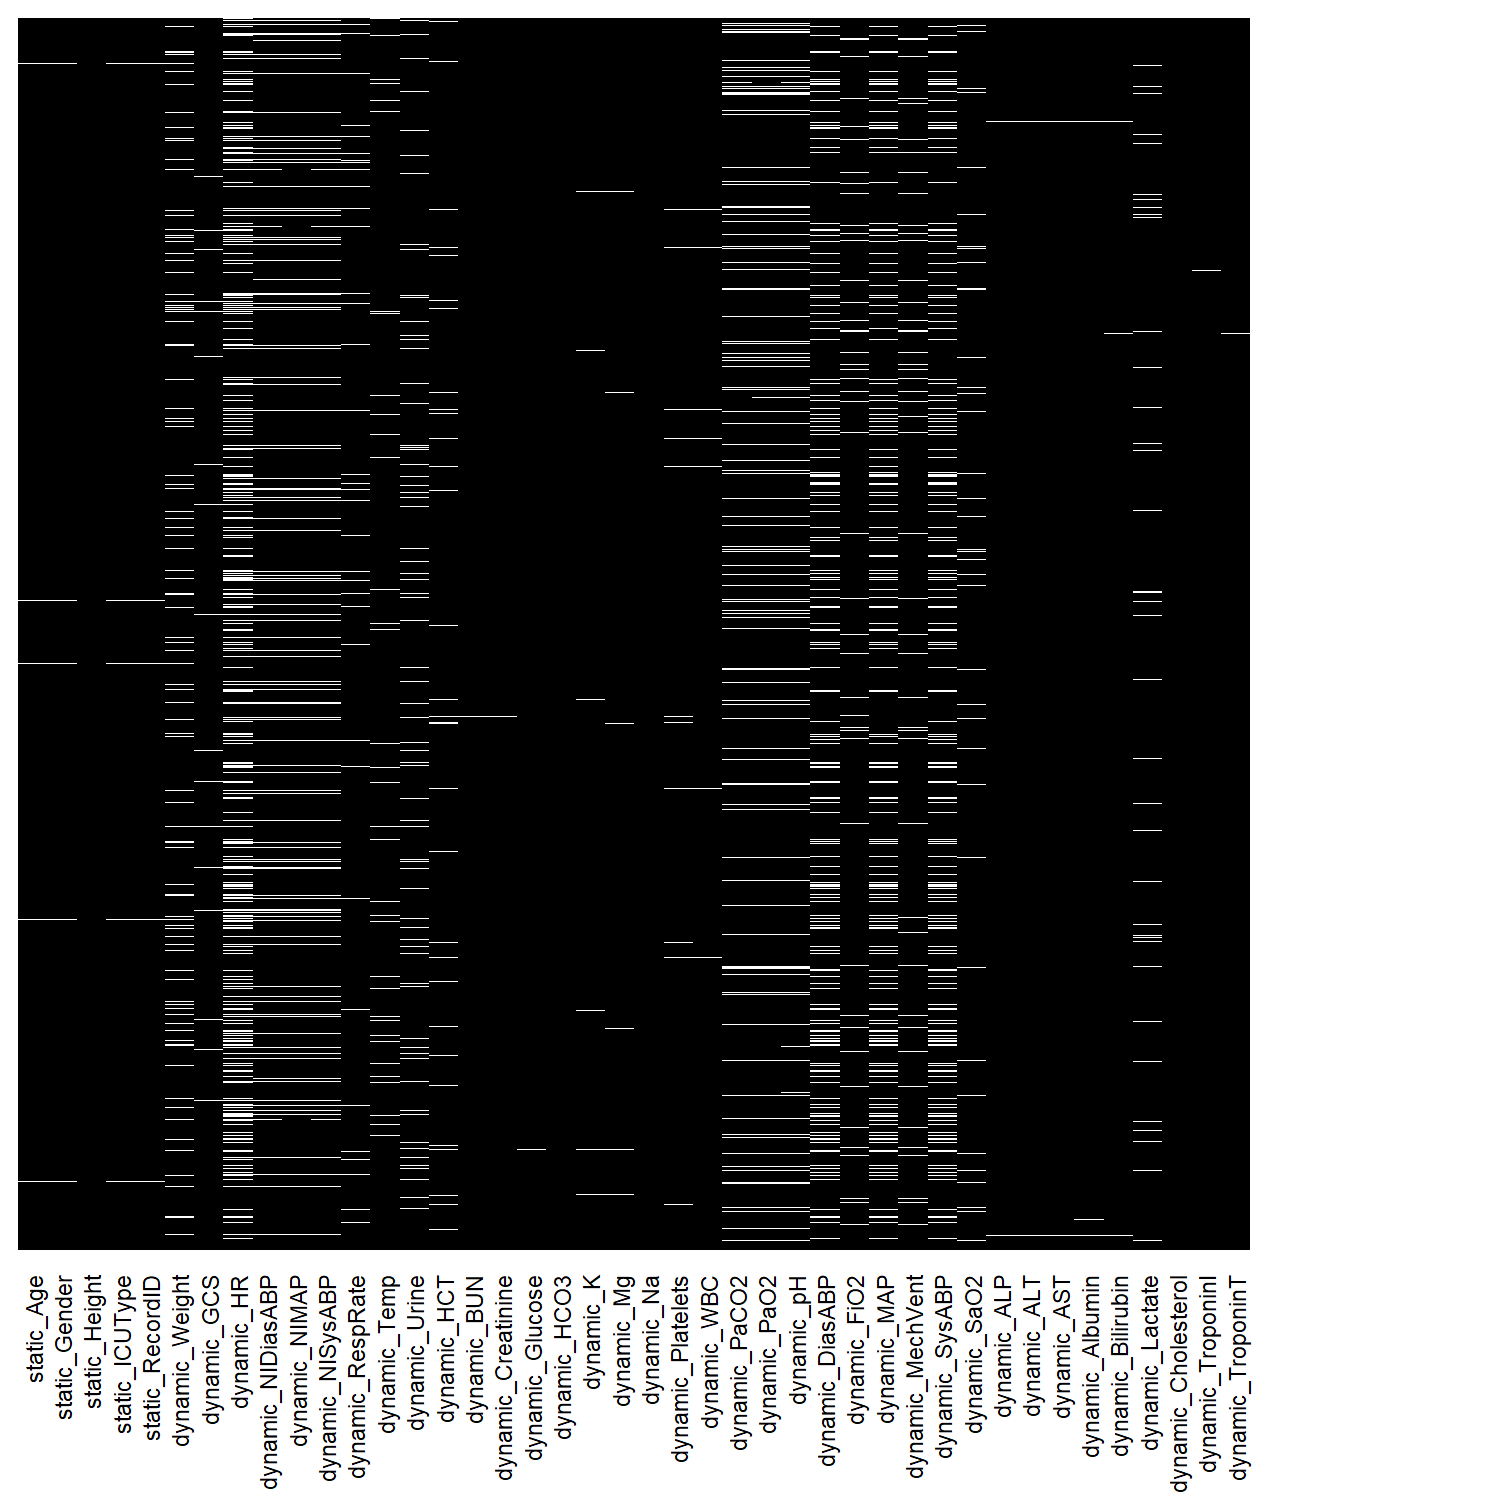 static_Age
static_Gender
static_Height
static_ICUType
static_RecordID
dynamic_Weight
dynamic_GCS
dynamic_HR
dynamic_NIDiasABP
dynamic_NIMAP
dynamic_NISysABP
dynamic_RespRate
dynamic_Temp
dynamic_Urine
dynamic_HCT
dynamic_BUN
dynamic_Creatinine
dynamic_Glucose
dynamic_HCO3
dynamic_K
dynamic_Mg
dynamic_Na
dynamic_Platelets
dynamic_WBC
dynamic_PaCO2
dynamic_PaO2
dynamic_pH
dynamic_DiasABP
dynamic_FiO2
dynamic_MAP
dynamic_MechVent
dynamic_SysABP
dynamic_SaO2
dynamic_ALP
dynamic_ALT
dynamic_AST
dynamic_Albumin
dynamic_Bilirubin
dynamic_Lactate
dynamic_Cholesterol
dynamic_TroponinI
dynamic_TroponinT